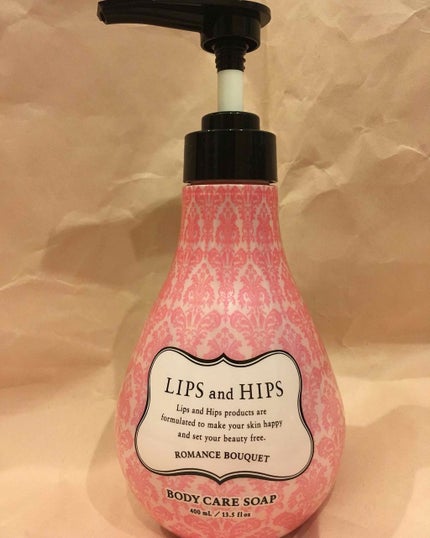 LIPS and HIPS
Lips and Hips products are
formulated to make your skin happy
and set your beauty free.
ROMANCE BOUQUET
BODY CARE SOAP
400 mL / 13.5 fl oz